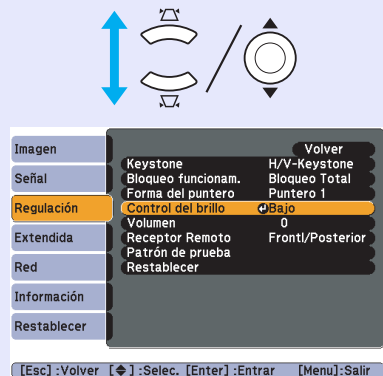 Volver
Imagen
Señal
Regulación
Extendida
Red
Información
Restablecer
Keystone H/V-Keystone
Bloqueo funcionam. Bloqueo Total
Forma del puntero Puntero 1
Control del brillo Bajo
Volumen 0
Receptor Remoto Frontl/Posterior
Patrón de prueba
Restablecer
[Esc] :Volver [ ] :Selec. [Enter] :Entrar [Menu]:Salir